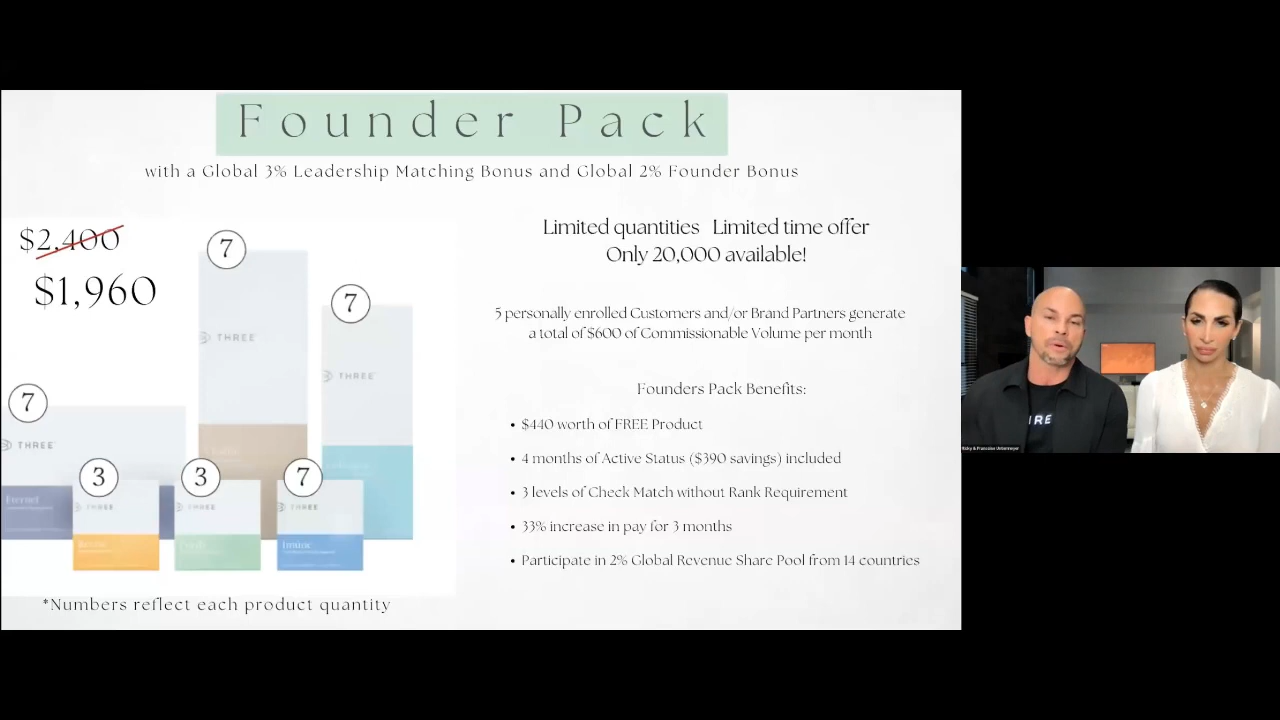 Founder Pack
with a Global 3% Leadership Matching Bonus and Global 2% Founder Bonus
$2,400
$1,960
7
7
7
3
3
7
THREE
THREE
THREE
THREE
THREE
THREE
Eternel
Imúne
*Numbers reflect each product quantity
Limited quantities Limited time offer
Only 20,000 available!
5 personally enrolled Customers and/or Brand Partners generate
a total of $600 of Commissionable Volume per month
Founders Pack Benefits:
• $440 worth of FREE Product
• 4 months of Active Status ($390 savings) included
• 3 levels of Check Match without Rank Requirement
• 33% increase in pay for 3 months
• Participate in 2% Global Revenue Share Pool from 14 countries